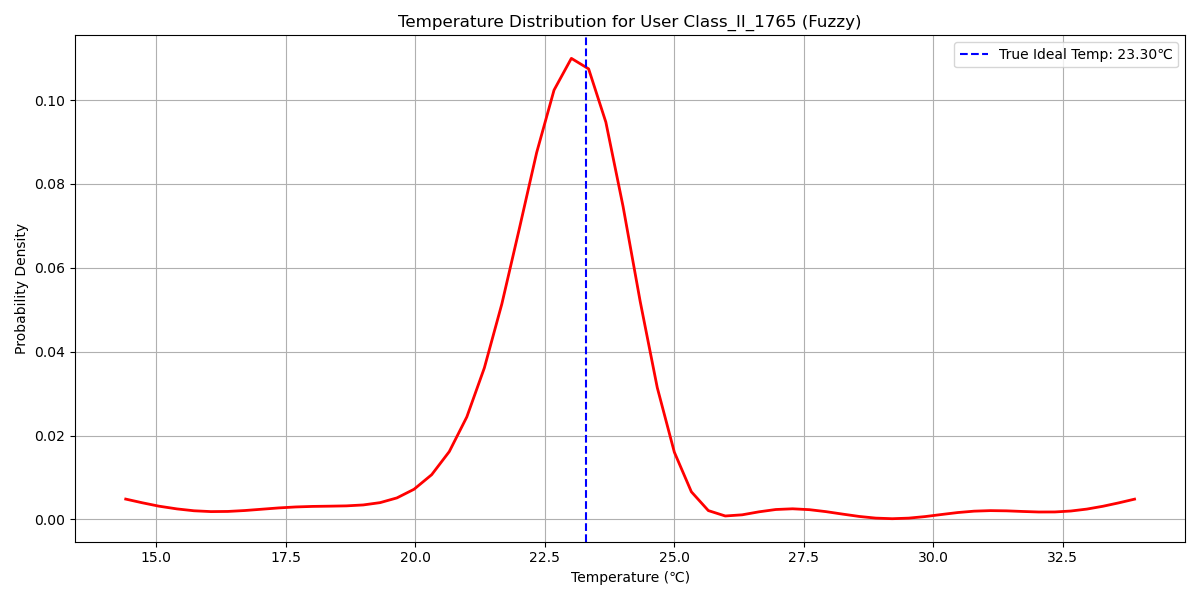 Temperature Distribution for User Class_II_1765 (Fuzzy)
True Ideal Temp: 23.30℃
Probability Density
0.10
0.08
0.06
0.04
0.02
0.00
15.0 17.5 20.0 22.5 25.0 27.5 30.0 32.5
Temperature (℃)